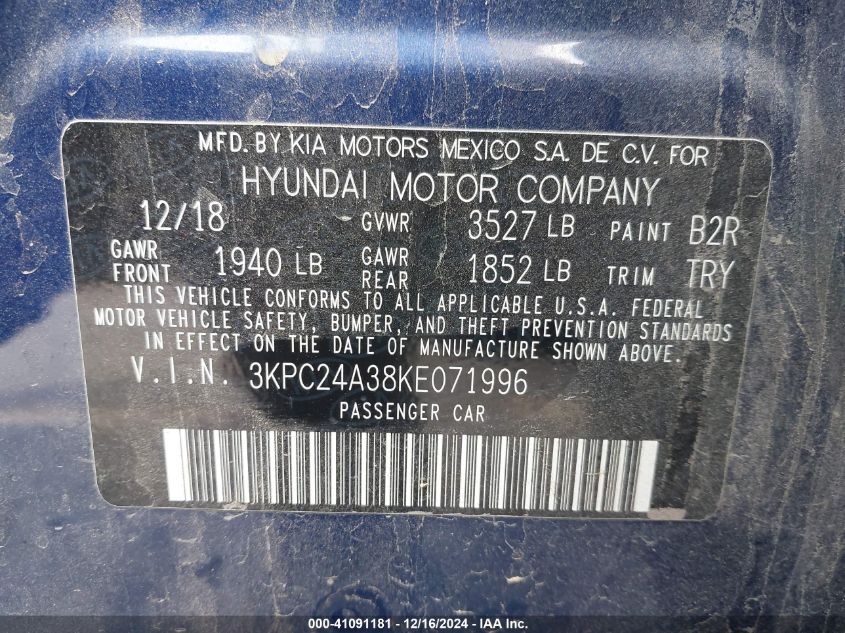 MFD. BY KIA MOTORS MEXICO S.A. DE C.V. FOR
HYUNDAI MOTOR COMPANY
12/18 GVWR 3527 LB PAINT B2R
GAWR FRONT 1940 LB GAWR REAR 1852 LB TRIM TRY
THIS VEHICLE CONFORMS TO ALL APPLICABLE U.S.A. FEDERAL
MOTOR VEHICLE SAFETY, BUMPER, AND THEFT PREVENTION STANDARDS
IN EFFECT ON THE DATE OF MANUFACTURE SHOWN ABOVE.
V.I.N. 3KPC24A38KE071996
PASSENGER CAR
000-41091181 - 12/16/2024 - IAA Inc.